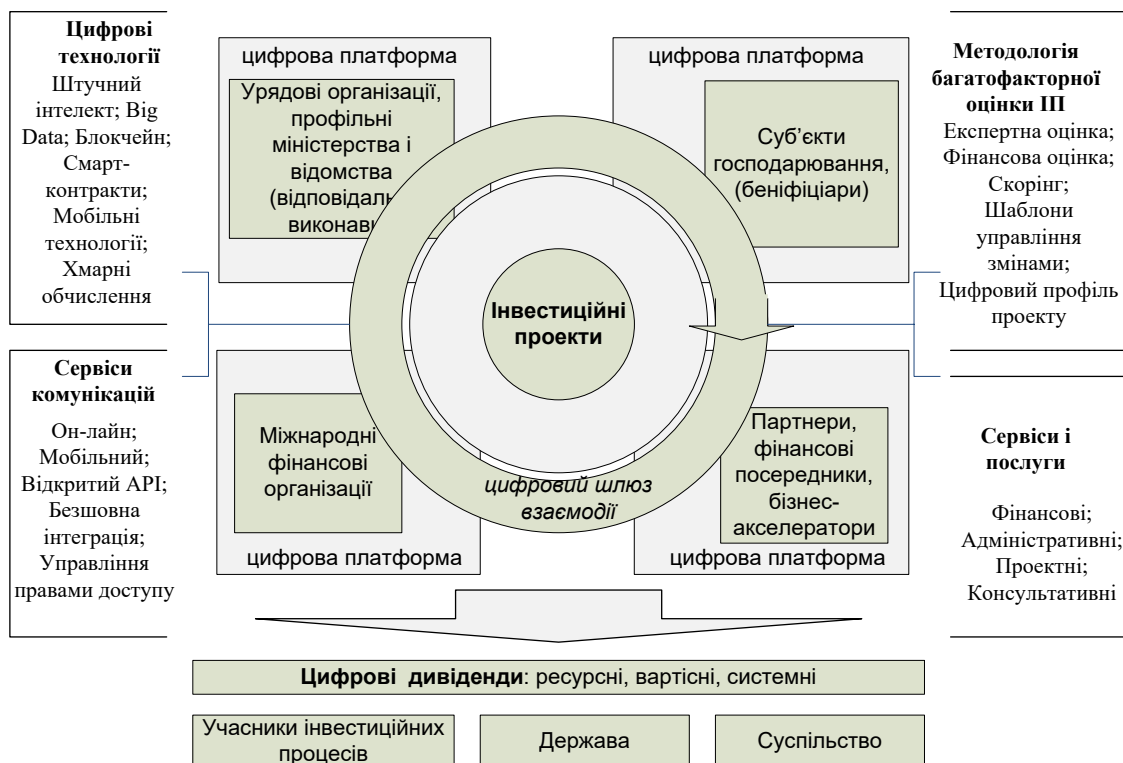 Цифрові
технології
Штучний
інтелект; Big
Data; Блокчейн;
Смарт-
контракти;
Мобільні
технології;
Хмарні
обчислення
Сервіси
комунікацій
Он-лайн;
Мобільний;
Відкритий API;
Безшовна
інтеграція;
Управління
правами доступу
цифрова платформа
Урядові організації,
профільні
міністерства і
відомства
цифрова платформа
Суб’єкти
господарювання,
(беніфіціари)
Інвестиційні
проекти
Міжнародні
фінансові
організації
цифрова платформа
цифровий шлюз
взаємодії
Партнери,
фінансові
посередники,
бізнес-
акселератори
цифрова платформа
Методологія
багатофакторної
оцінки ІП
Експертна оцінка;
Фінансова оцінка;
Скорінг;
Шаблони
управління
змінами;
Цифровий профіль
проекту
Сервіси і
послуги
Фінансові;
Адміністративні;
Проектні;
Консультативні
Цифрові дивіденди: ресурсні, вартісні, системні
Учасники інвестиційних
процесів
Держава
Суспільство